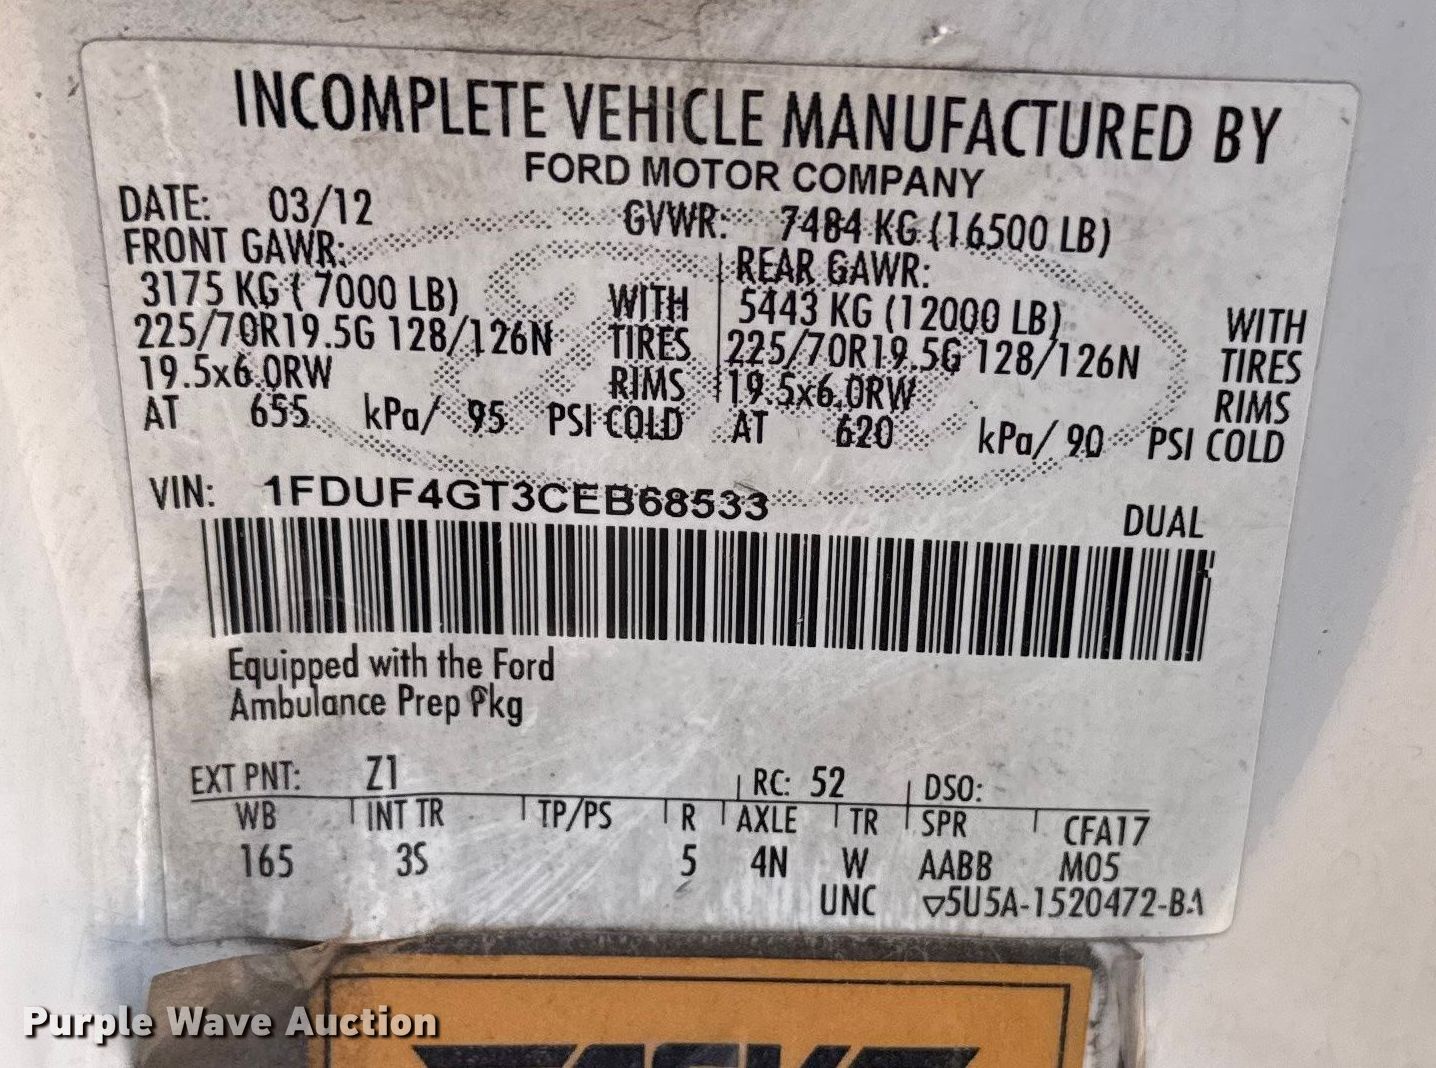 INCOMPLETE VEHICLE MANUFACTURED BY
FORD MOTOR COMPANY
DATE: 03/12 GVWR: 7484 KG (16500 LB)
FRONT GAWR: REAR GAWR:
3175 KG ( 7000 LB) WITH 5443 KG (12000 LB) WITH
225/70R19.5G 128/126N TIRES 225/70R19.5G 128/126N TIRES
19.5x6.0RW RIMS 19.5x6.0RW RIMS
AT 655 kPa/ 95 PSI COLD AT 620 kPa/ 90 PSI COLD
VIN: 1FDUF4GT3CEB68533
DUAL
Equipped with the Ford
Ambulance Prep Pkg
EXT PNT: Z1 RC: 52 DSO:
WB INT TR TP/PS R AXLE TR SPR CFA17
165 3S 5 4N W AABB M05
UNC ▽5U5A-1520472-BA
Purple Wave Auction